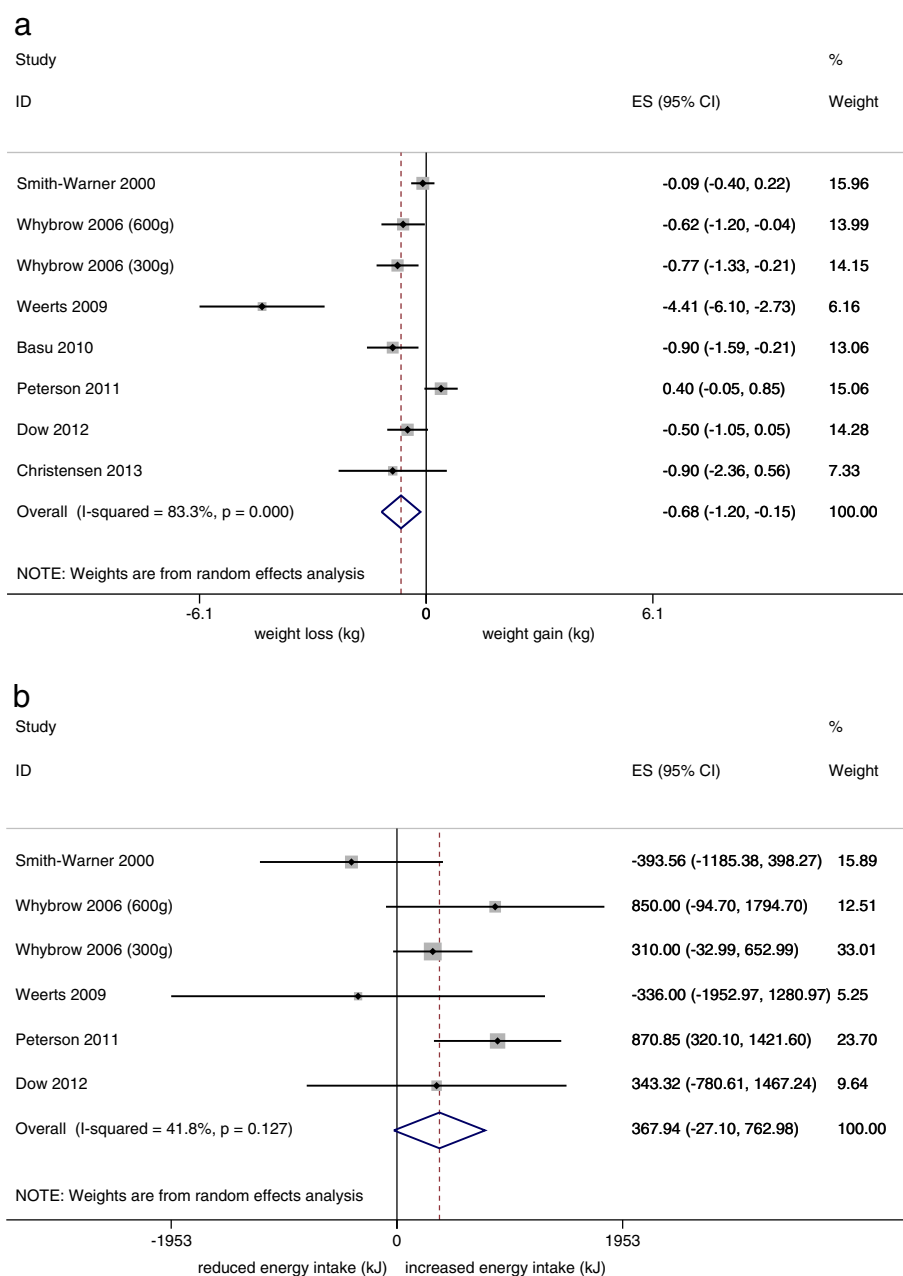 a
Study %
ID ES (95% CI) Weight
Smith-Warner 2000 -0.09 (-0.40, 0.22) 15.96
Whybrow 2006 (600g) -0.62 (-1.20, -0.04) 13.99
Whybrow 2006 (300g) -0.77 (-1.33, -0.21) 14.15
Weerts 2009 -4.41 (-6.10, -2.73) 6.16
Basu 2010 -0.90 (-1.59, -0.21) 13.06
Peterson 2011 0.40 (-0.05, 0.85) 15.06
Dow 2012 -0.50 (-1.05, 0.05) 14.28
Christensen 2013 -0.90 (-2.36, 0.56) 7.33
Overall (I-squared = 83.3%, p = 0.000) -0.68 (-1.20, -0.15) 100.00
NOTE: Weights are from random effects analysis
-6.1 0 6.1
weight loss (kg) weight gain (kg)
b
Study %
ID ES (95% CI) Weight
Smith-Warner 2000 -393.56 (-1185.38, 398.27) 15.89
Whybrow 2006 (600g) 850.00 (-94.70, 1794.70) 12.51
Whybrow 2006 (300g) 310.00 (-32.99, 652.99) 33.01
Weerts 2009 -336.00 (-1952.97, 1280.97) 5.25
Peterson 2011 870.85 (320.10, 1421.60) 23.70
Dow 2012 343.32 (-780.61, 1467.24) 9.64
Overall (I-squared = 41.8%, p = 0.127) 367.94 (-27.10, 762.98) 100.00
NOTE: Weights are from random effects analysis
-1953 0 1953
reduced energy intake (kJ) increased energy intake (kJ)